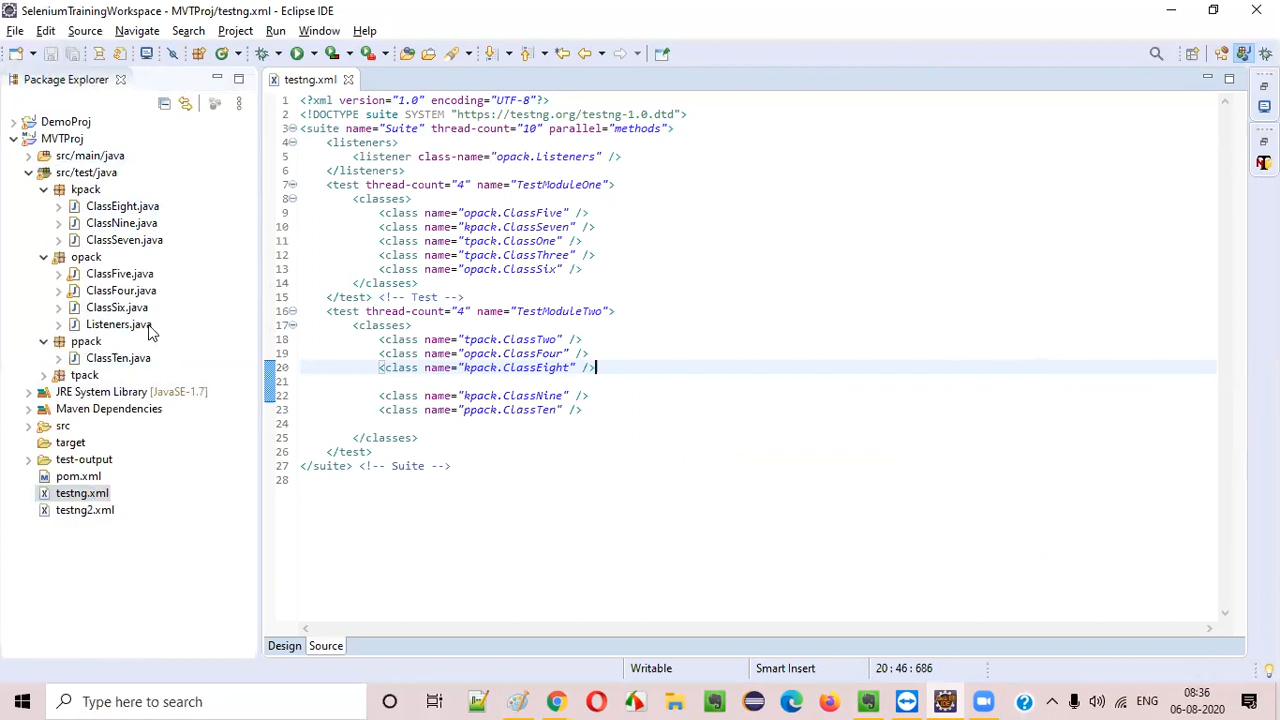 SeleniumTrainingWorkspace - MVTProj/testng.xml - Eclipse IDE
File Edit Source Navigate Search Project Run Window Help
Package Explorer
testng.xml
DemoProj
MVTProj
src/main/java
src/test/java
kpack
ClassEight.java
ClassNine.java
ClassSeven.java
opack
ClassFive.java
ClassFour.java
ClassSix.java
Listeners.java
ppack
ClassTen.java
tpack
JRE System Library [JavaSE-1.7]
Maven Dependencies
src
target
test-output
pom.xml
testng.xml
testng2.xml
1 <?xml version="1.0" encoding="UTF-8"?>
2 <!DOCTYPE suite SYSTEM "https://testng.org/testng-1.0.dtd">
3 <suite name="Suite" thread-count="10" parallel="methods">
4 <listeners>
5 <listener class-name="opack.Listeners" />
6 </listeners>
7 <test thread-count="4" name="TestModuleOne">
8 <classes>
9 <class name="opack.ClassFive" />
10 <class name="kpack.ClassSeven" />
11 <class name="tpack.ClassOne" />
12 <class name="tpack.ClassThree" />
13 <class name="opack.ClassSix" />
14 </classes>
15 </test> <!-- Test -->
16 <test thread-count="4" name="TestModuleTwo">
17 <classes>
18 <class name="tpack.ClassTwo" />
19 <class name="opack.ClassFour" />
20 <class name="kpack.ClassEight" />
21
22 <class name="kpack.ClassNine" />
23 <class name="ppack.ClassTen" />
24
25 </classes>
26 </test>
27 </suite> <!-- Suite -->
28
Design Source
Writable Smart Insert 20 : 46 : 686
Type here to search
ENG
08:36
06-08-2020